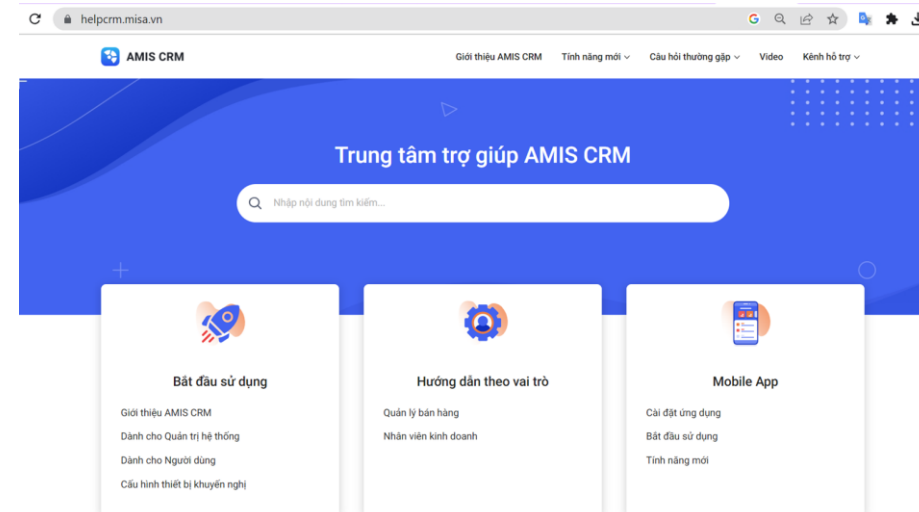 helpcrm.misa.vn
AMIS CRM
Giới thiệu AMIS CRM Tính năng mới Câu hỏi thường gặp Video Kênh hỗ trợ
Trung tâm trợ giúp AMIS CRM
Nhập nội dung tìm kiếm...
Bắt đầu sử dụng
Giới thiệu AMIS CRM
Dành cho Quản trị hệ thống
Dành cho Người dùng
Cấu hình thiết bị khuyến nghị
Hướng dẫn theo vai trò
Quản lý bán hàng
Nhân viên kinh doanh
Mobile App
Cài đặt ứng dụng
Bắt đầu sử dụng
Tính năng mới